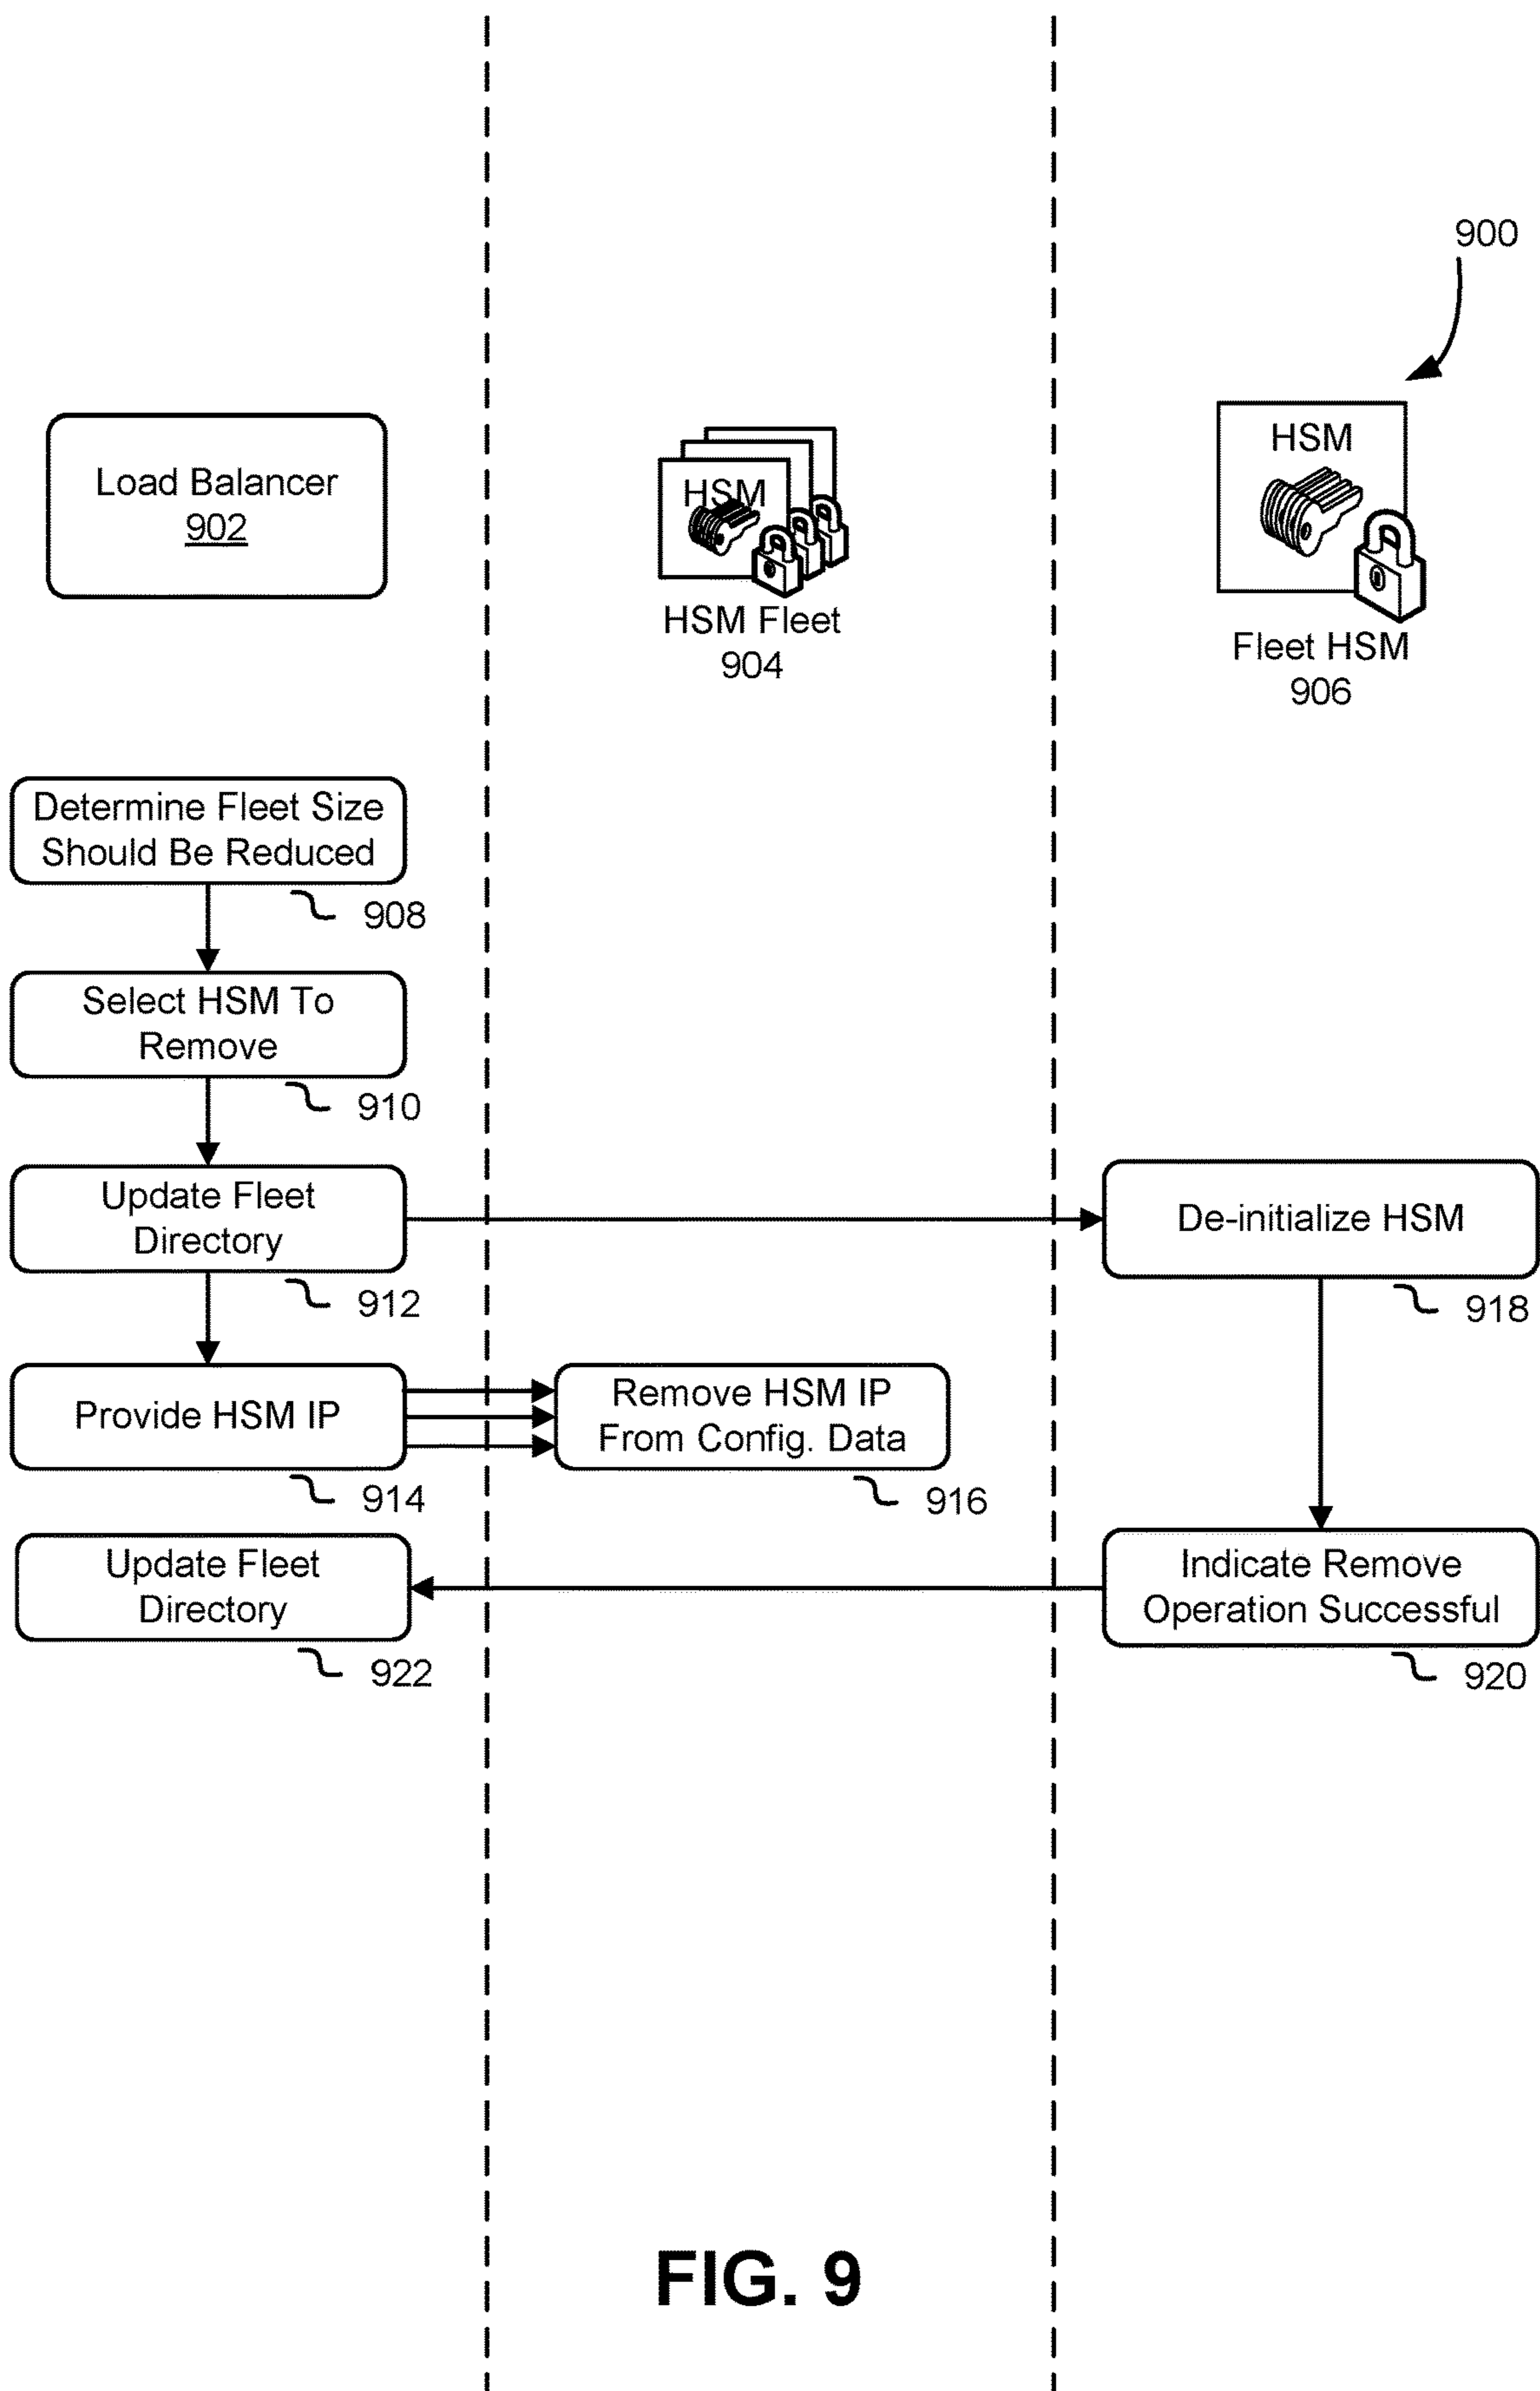 900
Load Balancer
902
HSM
HSM Fleet
904
HSM
Fleet HSM
906
Determine Fleet Size
Should Be Reduced
908
Select HSM To
Remove
910
Update Fleet
Directory
912
De-initialize HSM
918
Provide HSM IP
914
Remove HSM IP
From Config. Data
916
Update Fleet
Directory
922
Indicate Remove
Operation Successful
920
FIG. 9